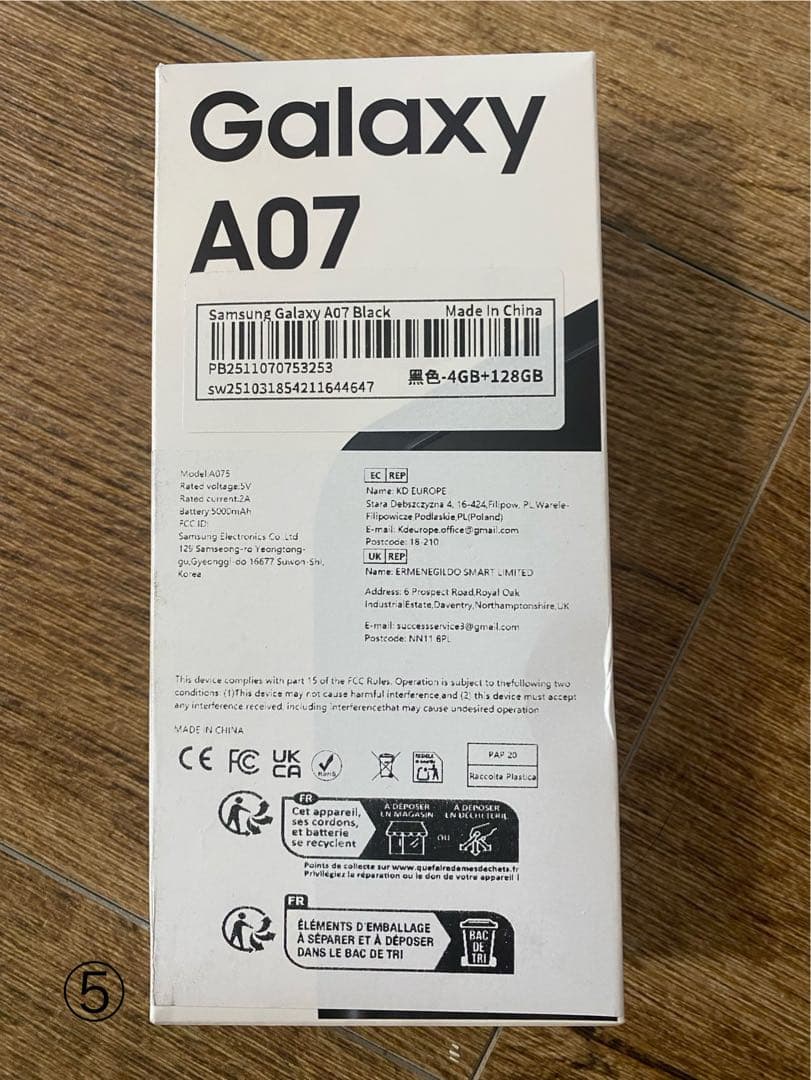 Galaxy
A07
Samsung Galaxy A07 Black Made In China
PB2511070753253
sw251031854211644647 黑色-4GB+128GB
Model:A075
Rated voltage:5V
Rated current:2A
Battery 5000mAh
FCC ID:
Samsung Electronics Co.,Ltd
129 Samseong-ro Yeongtong-
gu,Gyeonggi-do 16677 Suwon-Shi,
Korea
EC REP
Name: KD EUROPE
Stara Debszczyzna 4, 16-424,Filipow, PL Warele-
Filipowicze Podlaskie,PL(Poland)
E-mail: Kdeurope.office@gmail.com
Postcode: 18-210
UK REP
Name: ERMENEGILDO SMART LIMITED
Address: 6 Prospect Road,Royal Oak
IndustrialEstate,Daventry,Northamptonshire,UK
E-mail: successservice3@gmail.com
Postcode: NN11 6PL
This device complies with part 15 of the FCC Rules. Operation is subject to thefollowing two
conditions: (1)This device may not cause harmful interference,and (2) this device must accept
any interference received, including interferencethat may cause undesired operation
MADE IN CHINA
CE FC UK
CA RoHS
PAP 20
Raccolta Plastica
FR
Cet appareil,
ses cordons,
et batterie
se recyclent
À DÉPOSER
EN MAGASIN
OU
À DÉPOSER
EN DÉCHÈTERIE
Points de collecte sur www.quefairedemesdechets.fr
Privilégiez la réparation ou le don de votre appareil !
FR
ÉLÉMENTS D'EMBALLAGE
À SÉPARER ET À DÉPOSER
DANS LE BAC DE TRI
BAC
DE
TRI
⑤